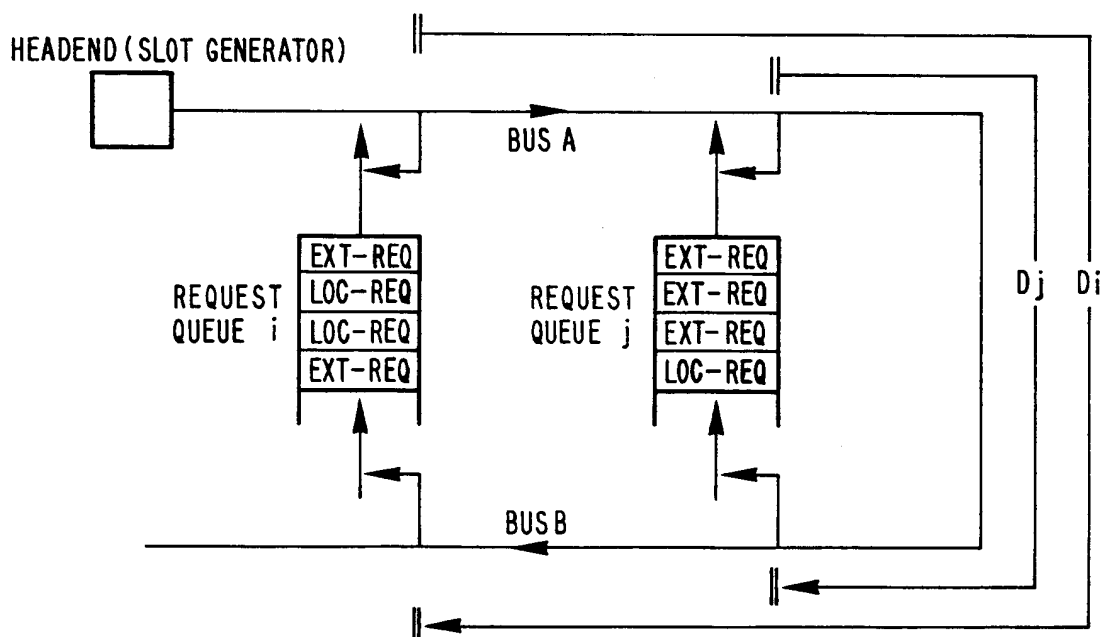 HEADEND (SLOT GENERATOR)
BUS A
REQUEST
QUEUE i
EXT-REQ
LOC-REQ
LOC-REQ
EXT-REQ
REQUEST
QUEUE j
EXT-REQ
EXT-REQ
EXT-REQ
LOC-REQ
Dj
Di
BUS B